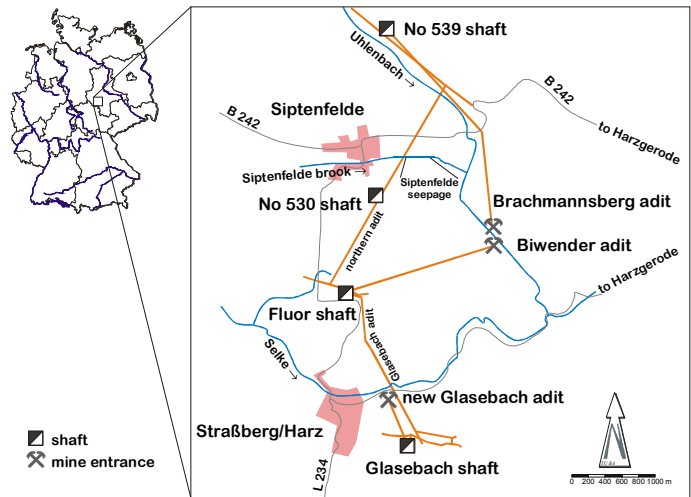 No 539 shaft
Uhlenbach
B 242
B 242
to Harzgerode
Siptenfelde
Siptenfelde brook →
Siptenfelde
seepage
No 530 shaft
northern adit
Brachmannsberg adit
Biwender adit
to Harzgerode
Fluor shaft
Glasebach adit
Selke →
new Glasebach adit
Straßberg/Harz
Glasebach shaft
L 234
shaft
mine entrance
N
0 200 400 600 800 1000 m